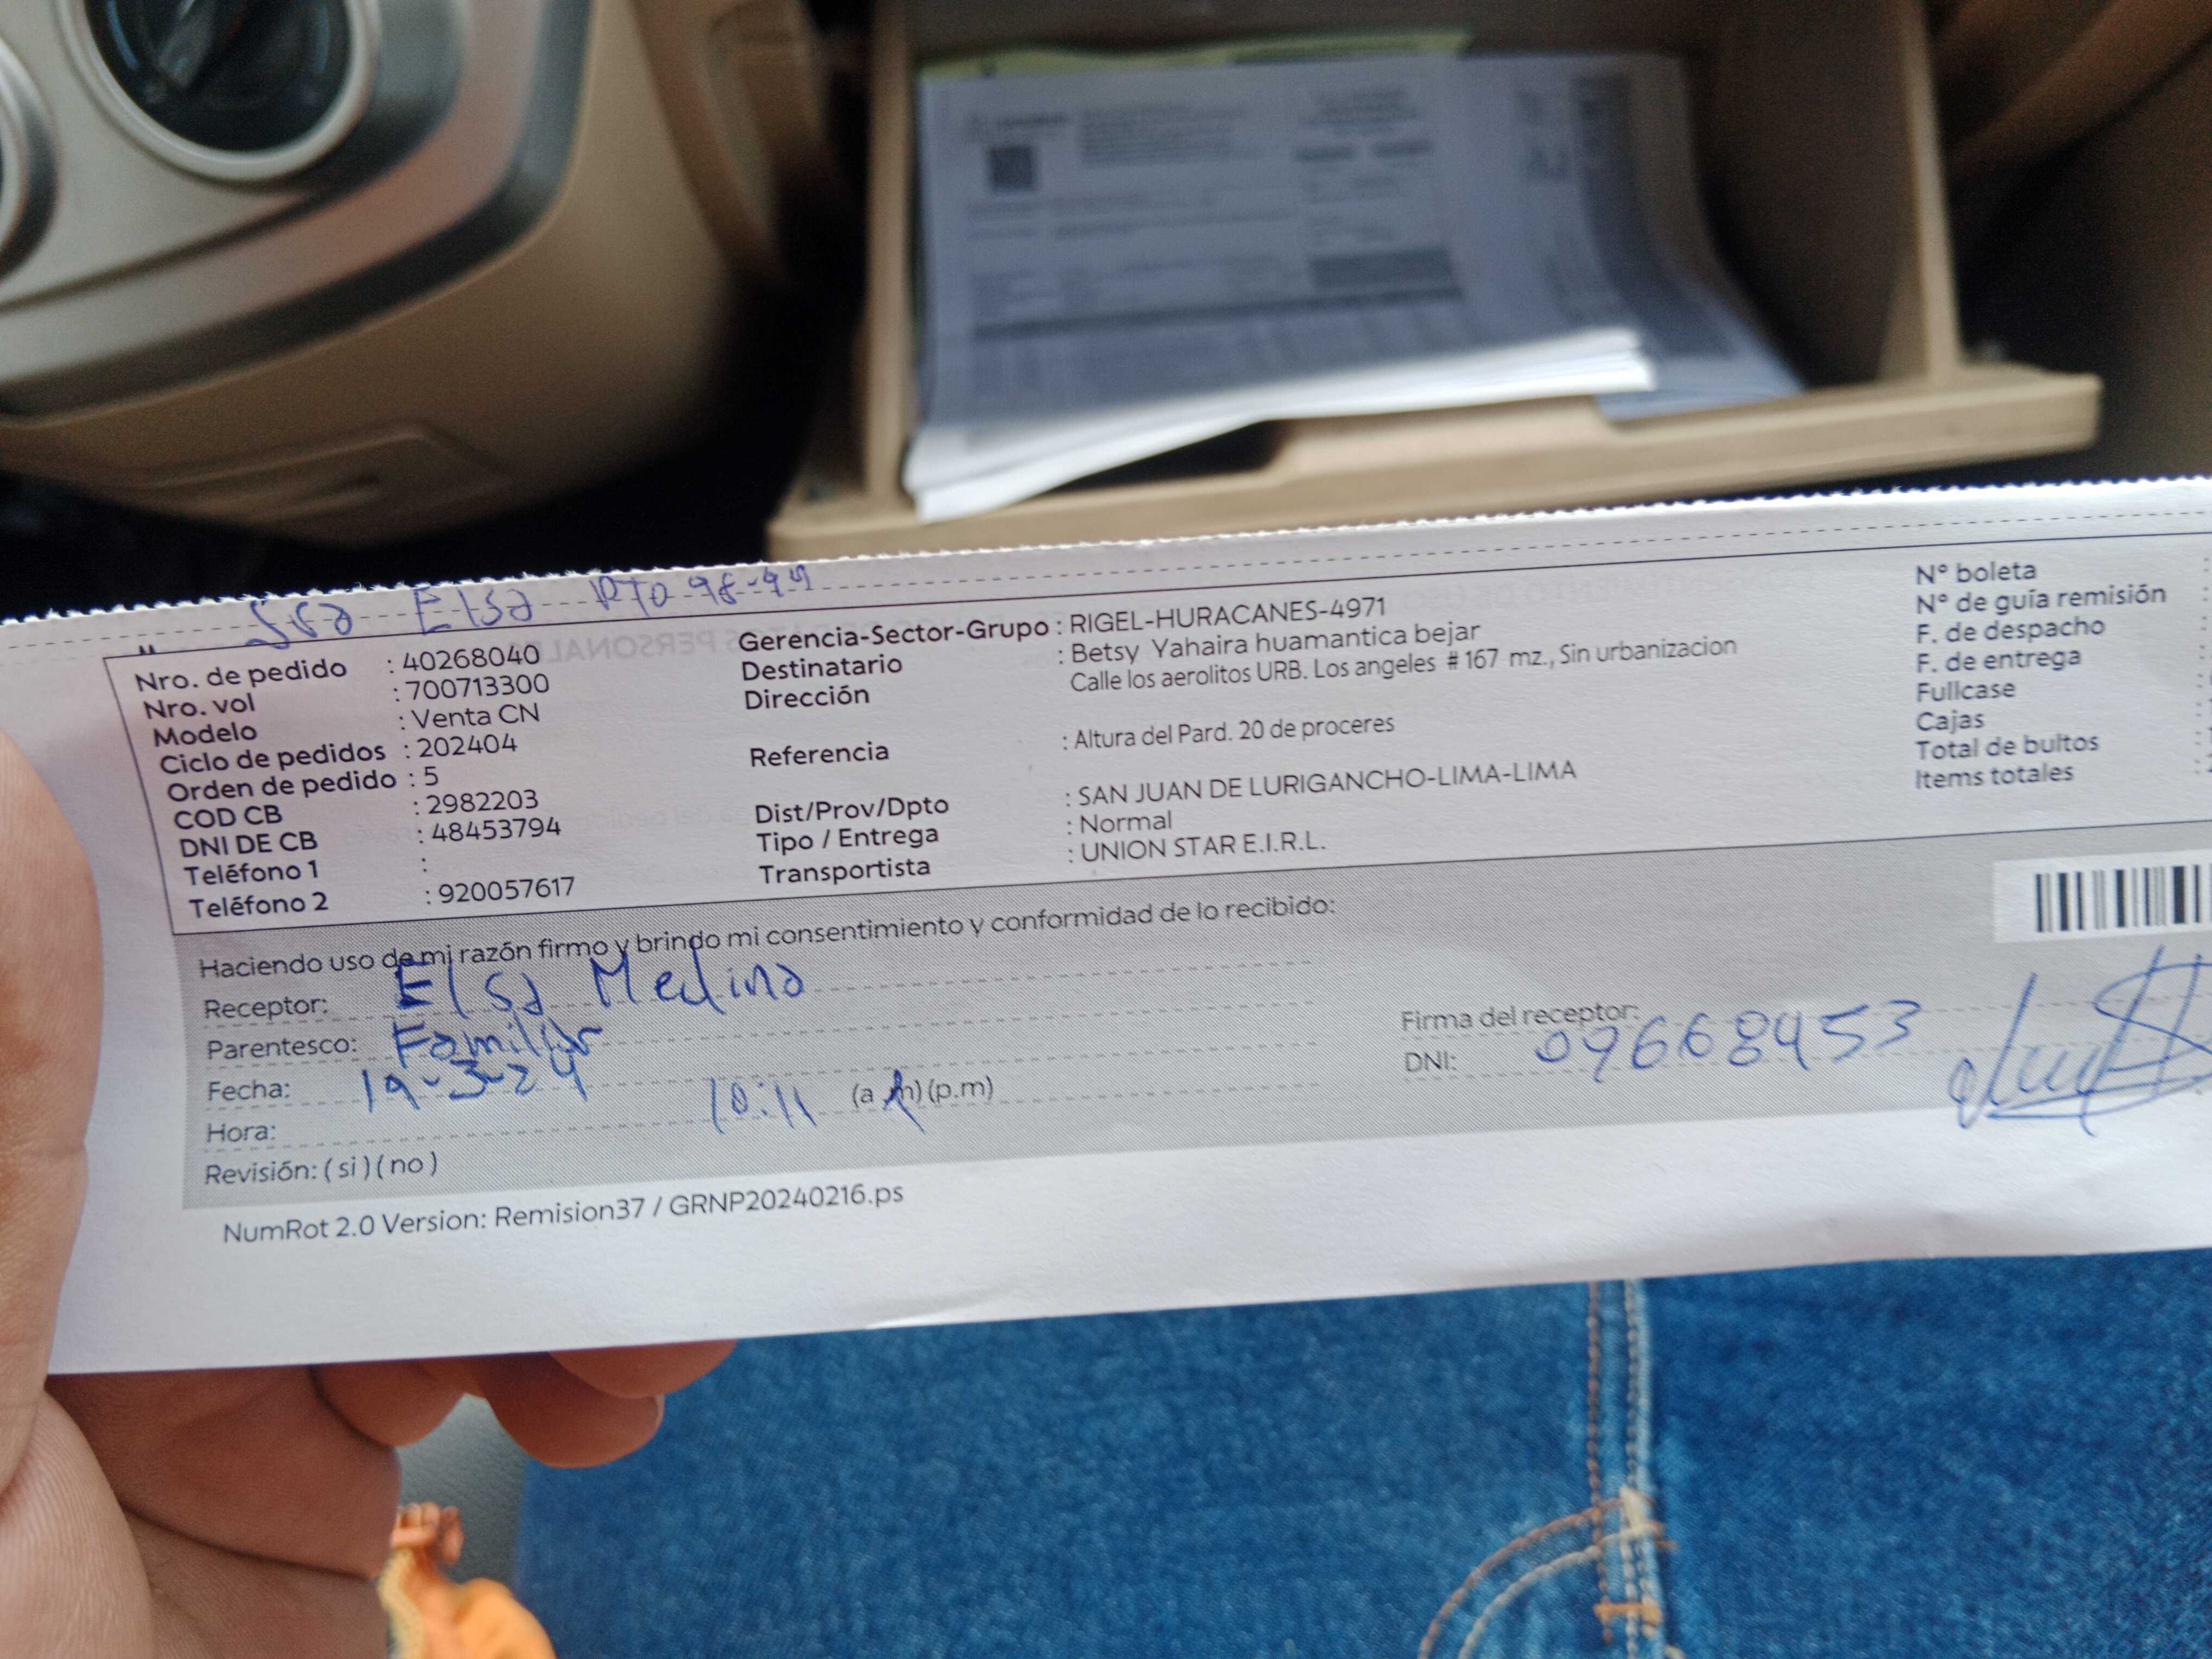 Sra Elsa PTO 98-99
Nro. de pedido : 40268040
Nro. vol : 700713300
Modelo : Venta CN
Ciclo de pedidos : 202404
Orden de pedido : 5
COD CB : 2982203
DNI DE CB : 48453794
Teléfono 1 :
Teléfono 2 : 920057617
Gerencia-Sector-Grupo : RIGEL-HURACANES-4971
Destinatario : Betsy Yahaira huamantica bejar
Dirección : Calle los aerolitos URB. Los angeles # 167 mz., Sin urbanizacion
Referencia : Altura del Pard. 20 de proceres
Dist/Prov/Dpto : SAN JUAN DE LURIGANCHO-LIMA-LIMA
Tipo / Entrega : Normal
Transportista : UNION STAR E.I.R.L.
N° boleta :
N° de guía remisión :
F. de despacho :
F. de entrega :
Fullcase :
Cajas :
Total de bultos :
Items totales :
Haciendo uso de mi razón firmo y brindo mi consentimiento y conformidad de lo recibido:
Receptor: Elsa Medina
Parentesco: Familiar
Fecha: 19-3-24
Hora: 10:11 (a.m) (p.m)
Revisión: ( si ) ( no )
Firma del receptor:
DNI: 09668453
NumRot 2.0 Version: Remision37 / GRNP20240216.ps